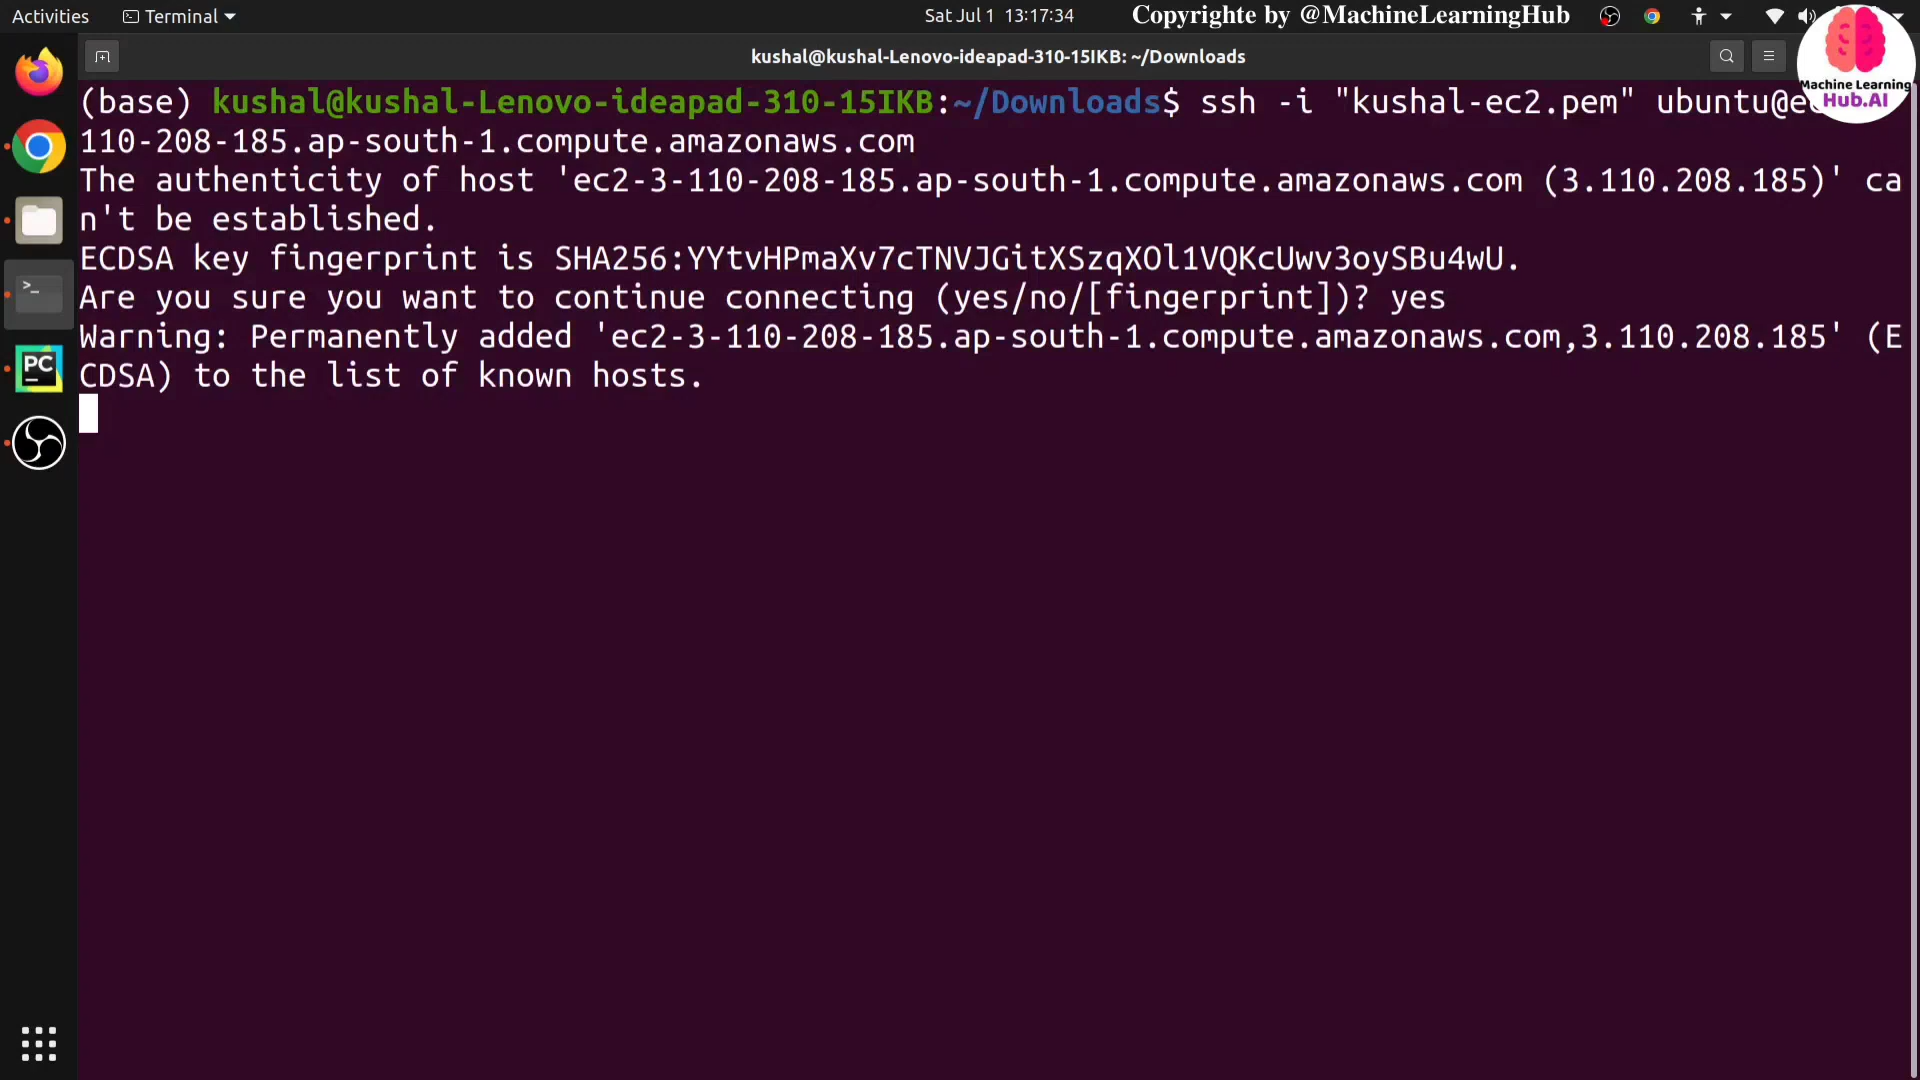 Activities Terminal Sat Jul 1 13:17:34 Copyrighte by @MachineLearningHub
kushal@kushal-Lenovo-ideapad-310-15IKB: ~/Downloads
Machine Learning
Hub.AI
(base) kushal@kushal-Lenovo-ideapad-310-15IKB:~/Downloads$ ssh -i "kushal-ec2.pem"
110-208-185.ap-south-1.compute.amazonaws.com
The authenticity of host 'ec2-3-110-208-185.ap-south-1.compute.amazonaws.com (3.110.208.185)' ca
n't be established.
ECDSA key fingerprint is SHA256:YYtvHPmaXv7cTNVJGitXSzqXOl1VQKcUwv3oySBu4wU.
Are you sure you want to continue connecting (yes/no/[fingerprint])? yes
Warning: Permanently added 'ec2-3-110-208-185.ap-south-1.compute.amazonaws.com,3.110.208.185' (E
CDSA) to the list of known hosts.
PC